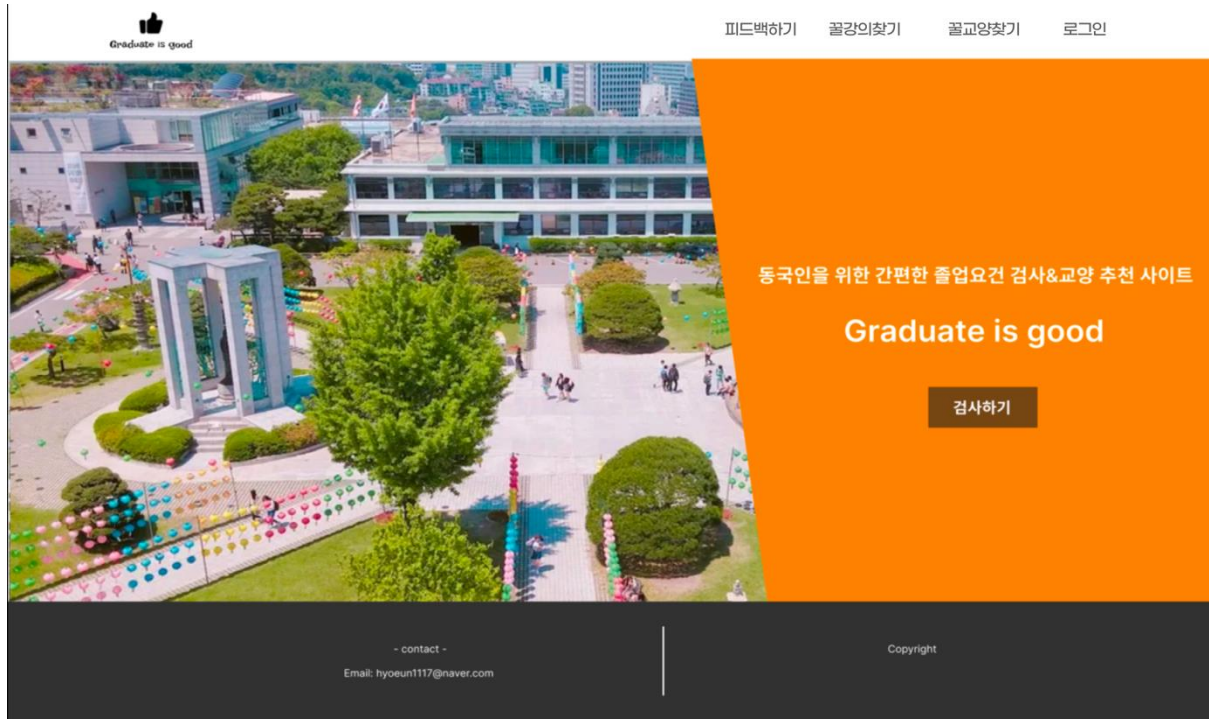 Graduate is good
피드백하기
꿀강의찾기
꿀교양찾기
로그인
동국인을 위한 간편한 졸업요건 검사&교양 추천 사이트
Graduate is good
검사하기
- contact -
Email: hyoeun1117@naver.com
Copyright